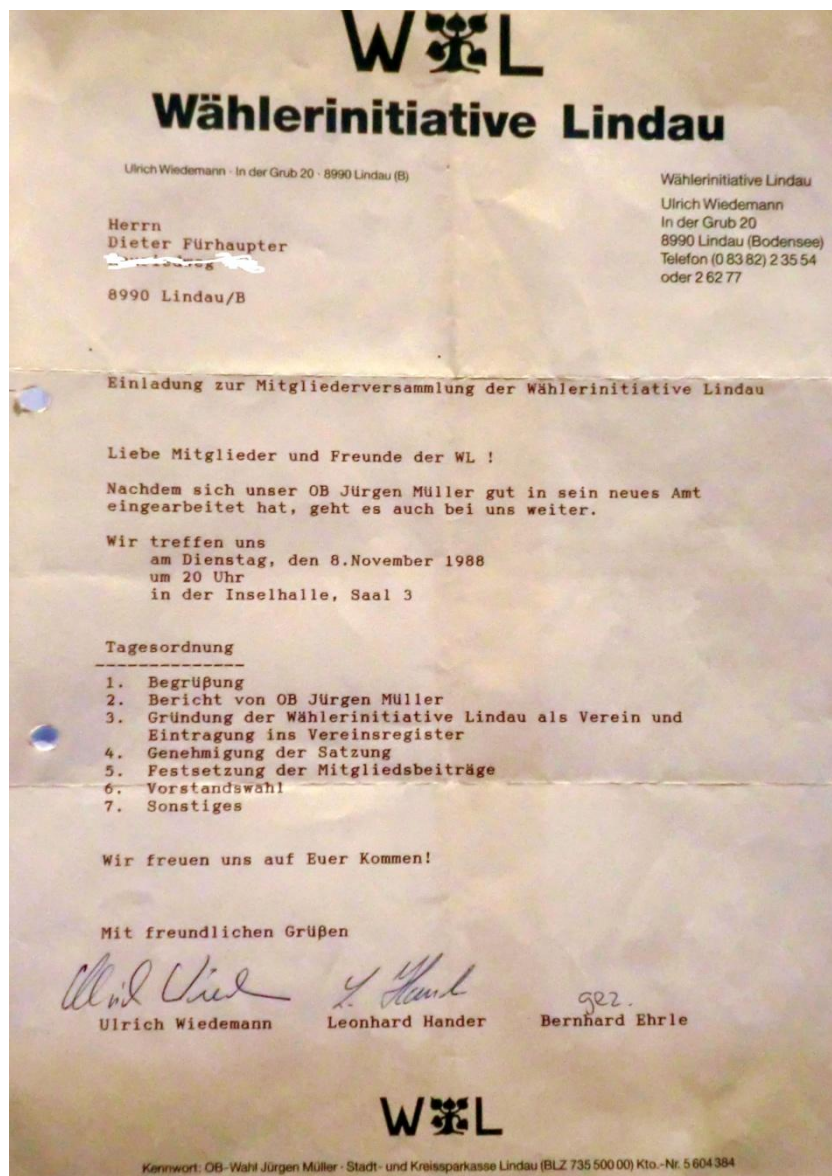 W L
Wählerinitiative Lindau
Ulrich Wiedemann · In der Grub 20 · 8990 Lindau (B)
Wählerinitiative Lindau
Ulrich Wiedemann
In der Grub 20
8990 Lindau (Bodensee)
Telefon (0 83 82) 2 35 54
oder 2 62 77
Herrn
Dieter Fürhaupter
8990 Lindau/B
Einladung zur Mitgliederversammlung der Wählerinitiative Lindau
Liebe Mitglieder und Freunde der WL !
Nachdem sich unser OB Jürgen Müller gut in sein neues Amt
eingearbeitet hat, geht es auch bei uns weiter.
Wir treffen uns
am Dienstag, den 8.November 1988
um 20 Uhr
in der Inselhalle, Saal 3
Tagesordnung
1. Begrüßung
2. Bericht von OB Jürgen Müller
3. Gründung der Wählerinitiative Lindau als Verein und
Eintragung ins Vereinsregister
4. Genehmigung der Satzung
5. Festsetzung der Mitgliedsbeiträge
6. Vorstandswahl
7. Sonstiges
Wir freuen uns auf Euer Kommen!
Mit freundlichen Grüßen
gez.
Ulrich Wiedemann Leonhard Hander Bernhard Ehrle
W L
Kennwort: OB-Wahl Jürgen Müller · Stadt- und Kreissparkasse Lindau (BLZ 735 500 00) Kto.-Nr. 5 604 384